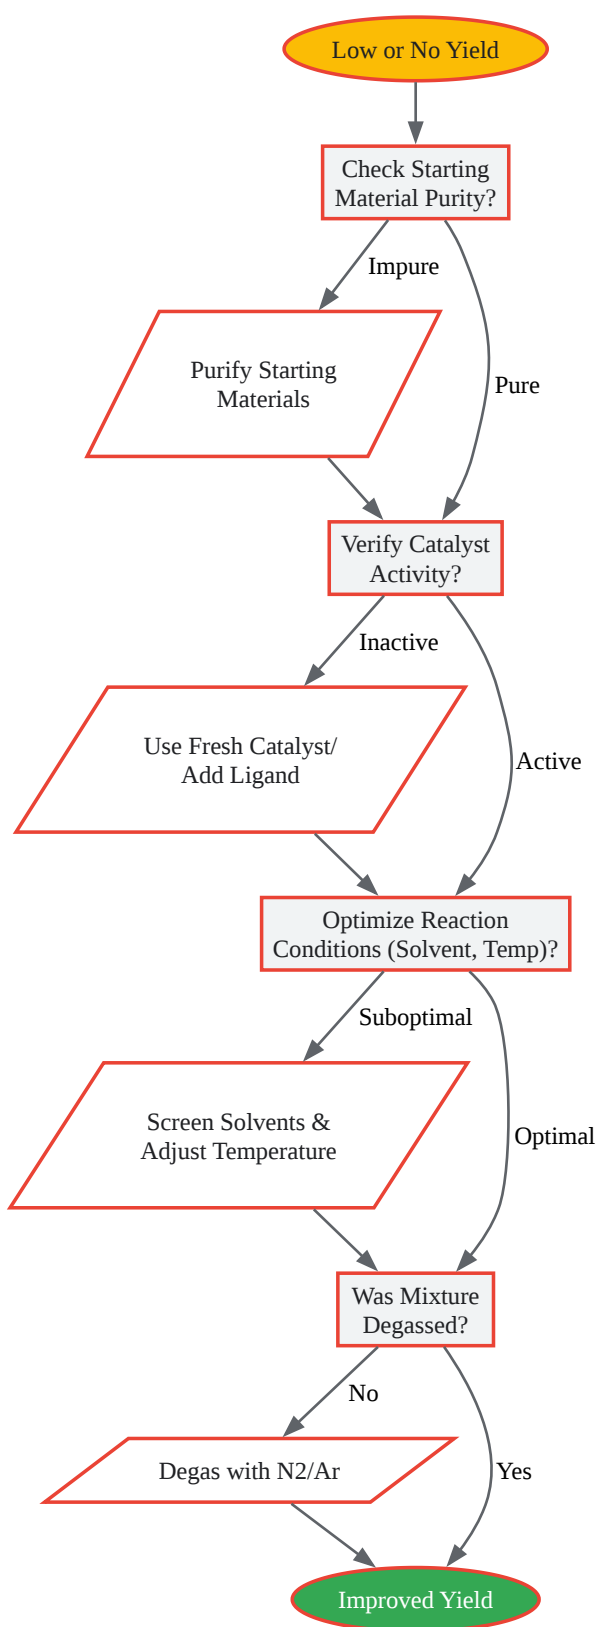 Low or No Yield
Check Starting
Material Purity?
Impure
Purify Starting
Materials
Pure
Verify Catalyst
Activity?
Inactive
Use Fresh Catalyst/
Add Ligand
Active
Optimize Reaction
Conditions (Solvent, Temp)?
Suboptimal
Screen Solvents &
Adjust Temperature
Optimal
Was Mixture
Degassed?
No
Degas with N2/Ar
Yes
Improved Yield